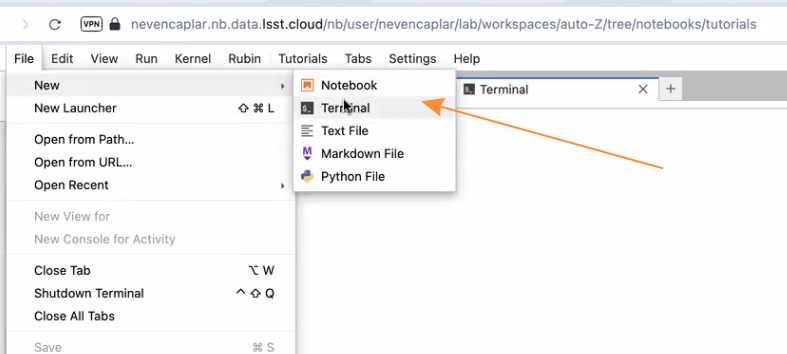 VPN nevencaplar.nb.data.lsst.cloud/nb/user/nevencaplar/lab/workspaces/auto-Z/tree/notebooks/tutorials
File Edit View Run Kernel Rubin Tutorials Tabs Settings Help
New
New Launcher ⇧ ⌘ L
Open from Path...
Open from URL...
Open Recent
New View for
New Console for Activity
Close Tab ⌥ W
Shutdown Terminal ^ ⇧ Q
Close All Tabs
Save ⌘ S
Notebook
$_ Terminal
Text File
M Markdown File
Python File
$_ Terminal × +